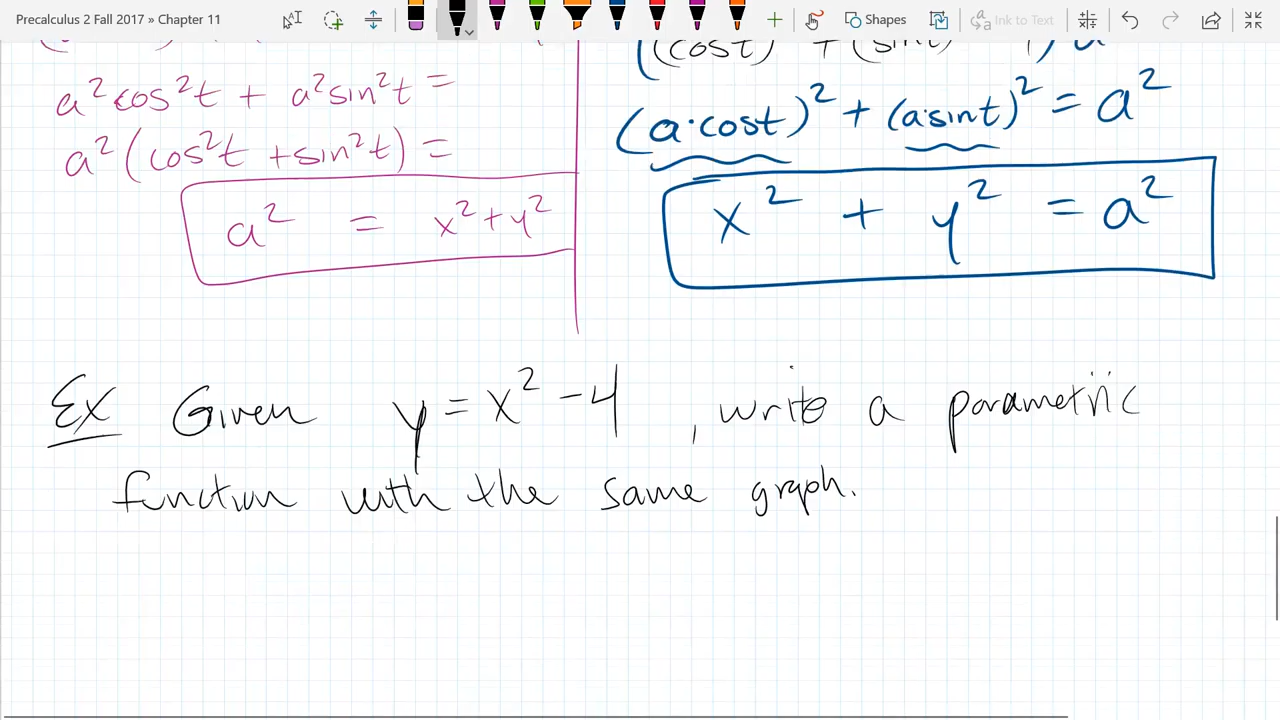 Precalculus 2 Fall 2017 » Chapter 11
Shapes
Ink to Text
a²cos²t + a²sin²t =
a²(cos²t + sin²t) =
a² = x² + y²
(a·cost)² + (a·sint)² = a²
x² + y² = a²
Ex Given y = x² - 4, write a parametric
function with the same graph.